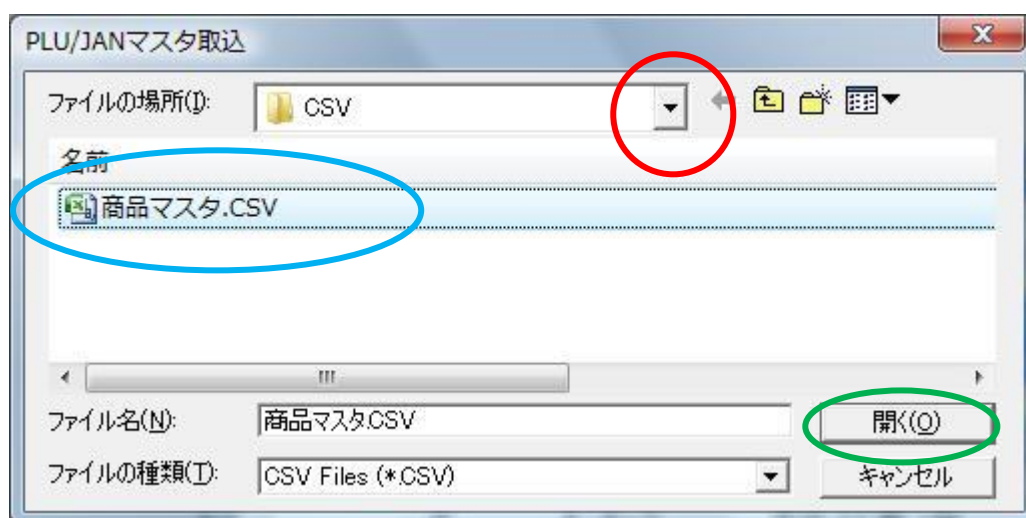 PLU/JANマスタ取込
ファイルの場所(I):
CSV
名前
商品マスタ.CSV
ファイル名(N):
商品マスタ.CSV
開く(O)
ファイルの種類(T):
CSV Files (*.CSV)
キャンセル